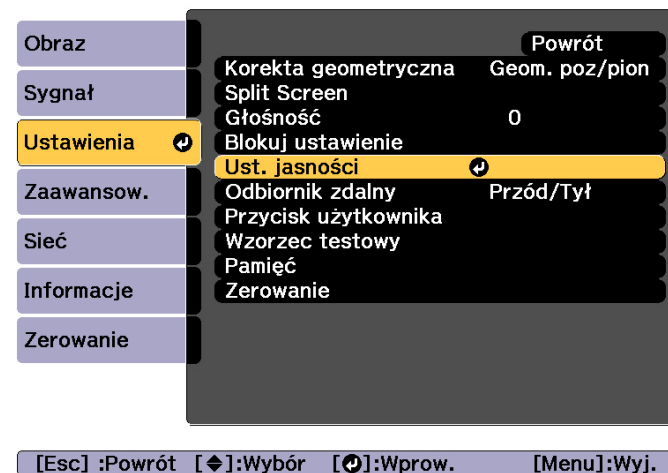 Obraz
Sygnał
Ustawienia
Zaawansow.
Sieć
Informacje
Zerowanie
Powrót
Korekta geometryczna Geom. poz/pion
Split Screen
Głośność 0
Blokuj ustawienie
Ust. jasności
Odbiornik zdalny Przód/Tył
Przycisk użytkownika
Wzorzec testowy
Pamięć
Zerowanie
[Esc] :Powrót [◆]:Wybór [↵]:Wprow. [Menu]:Wyj.